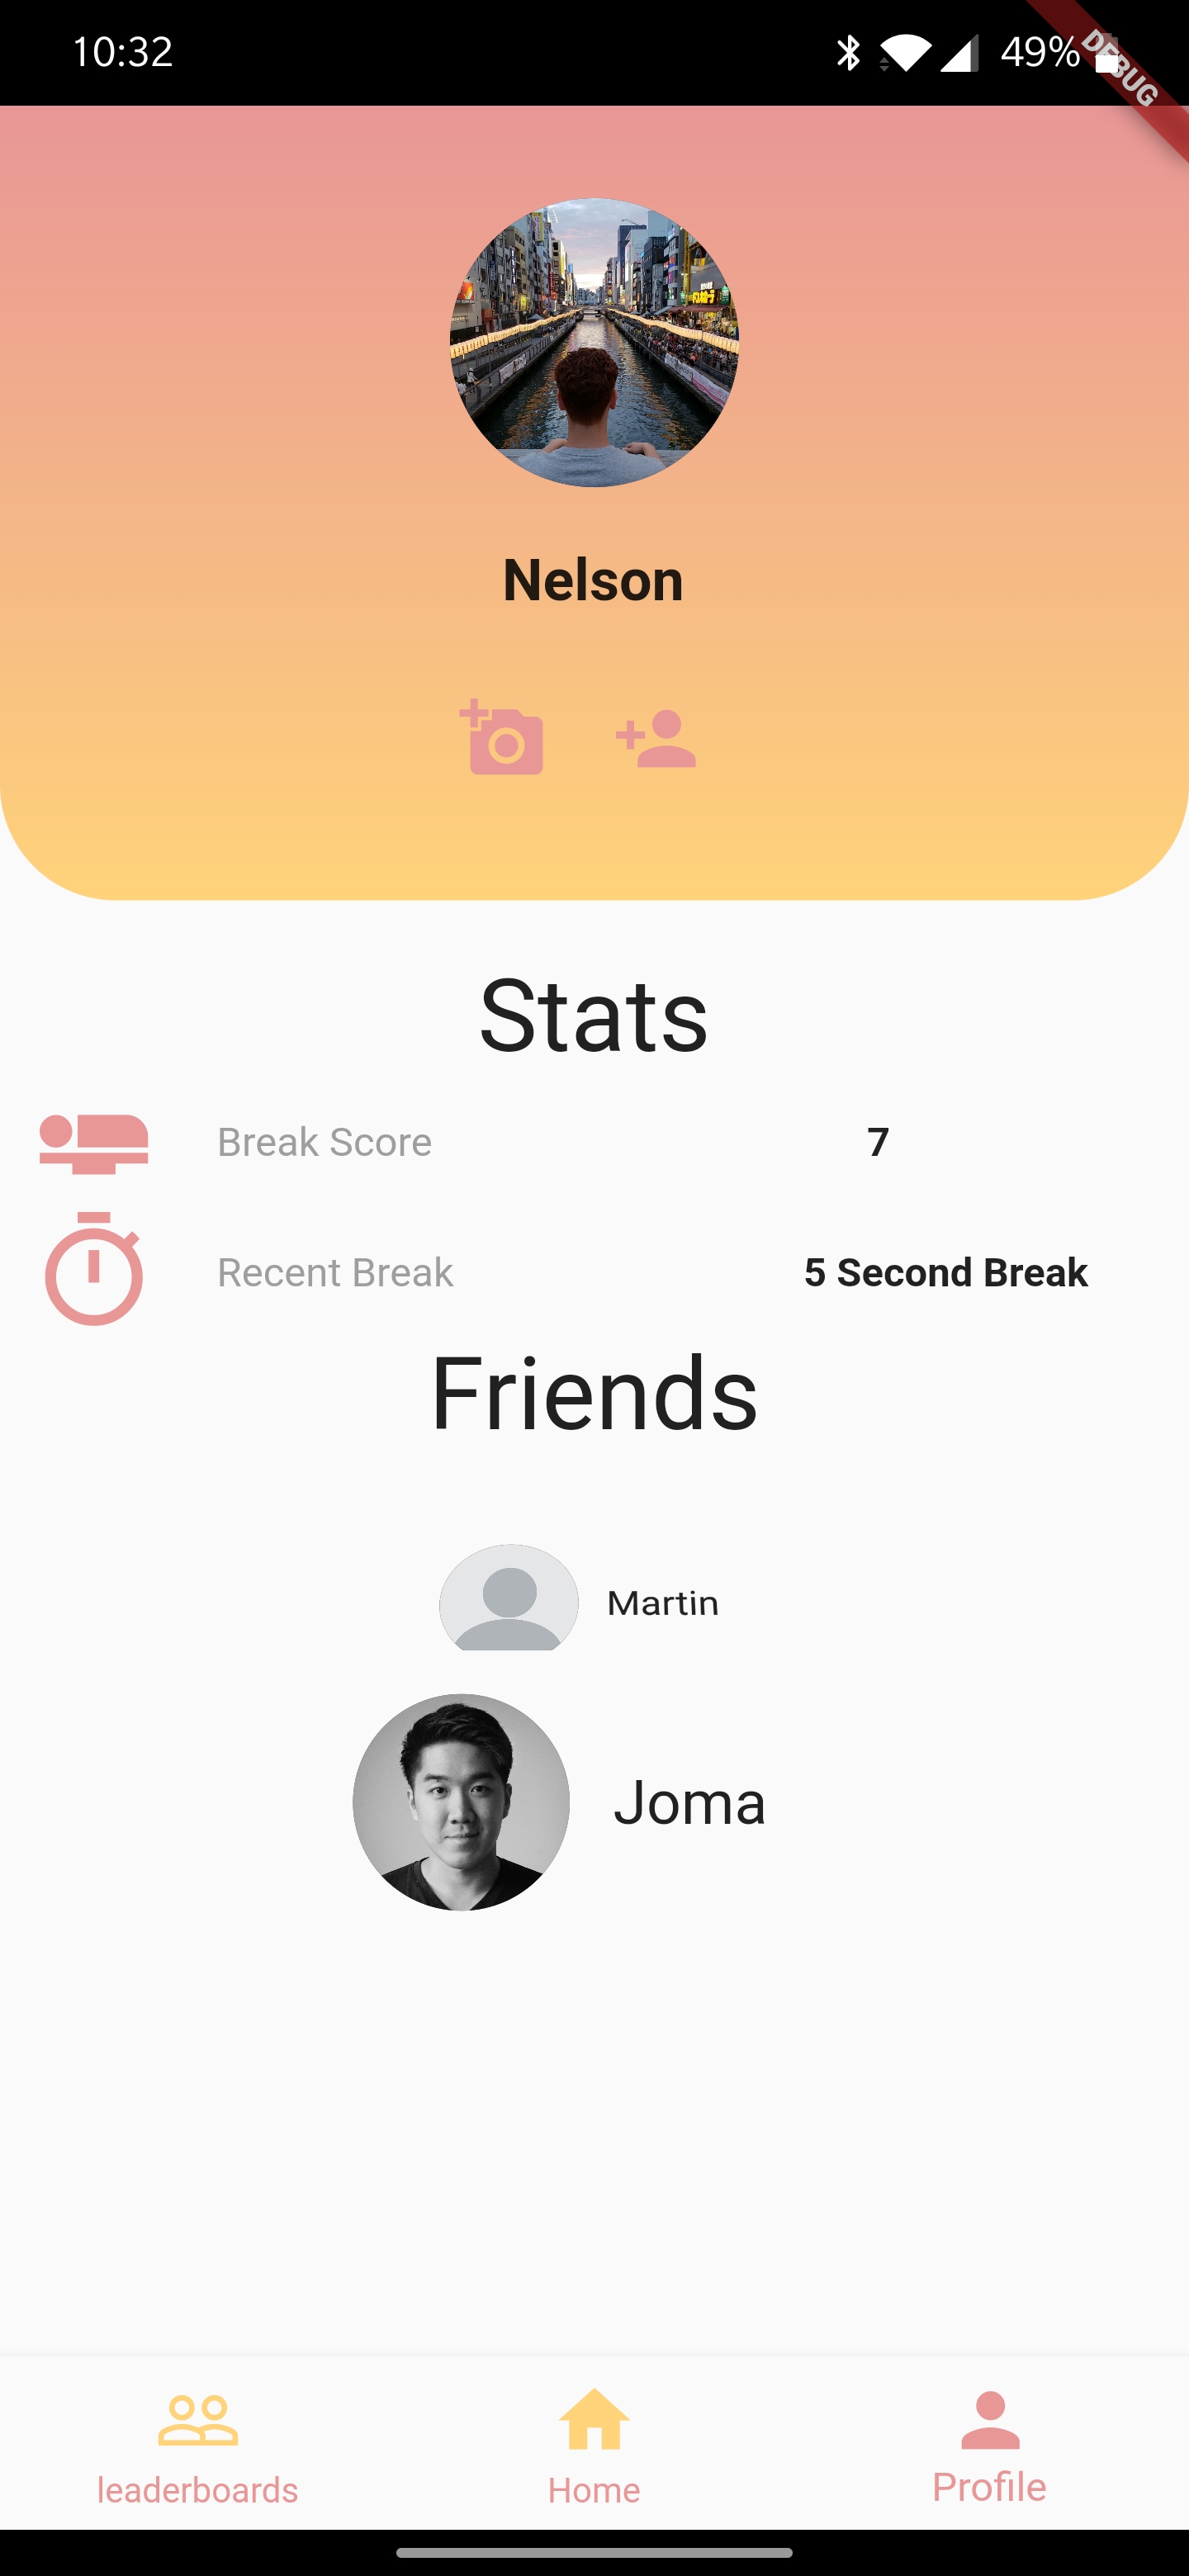 10:32
49%
DEBUG
Nelson
Stats
Break Score 7
Recent Break 5 Second Break
Friends
Martin
Joma
leaderboards Home Profile